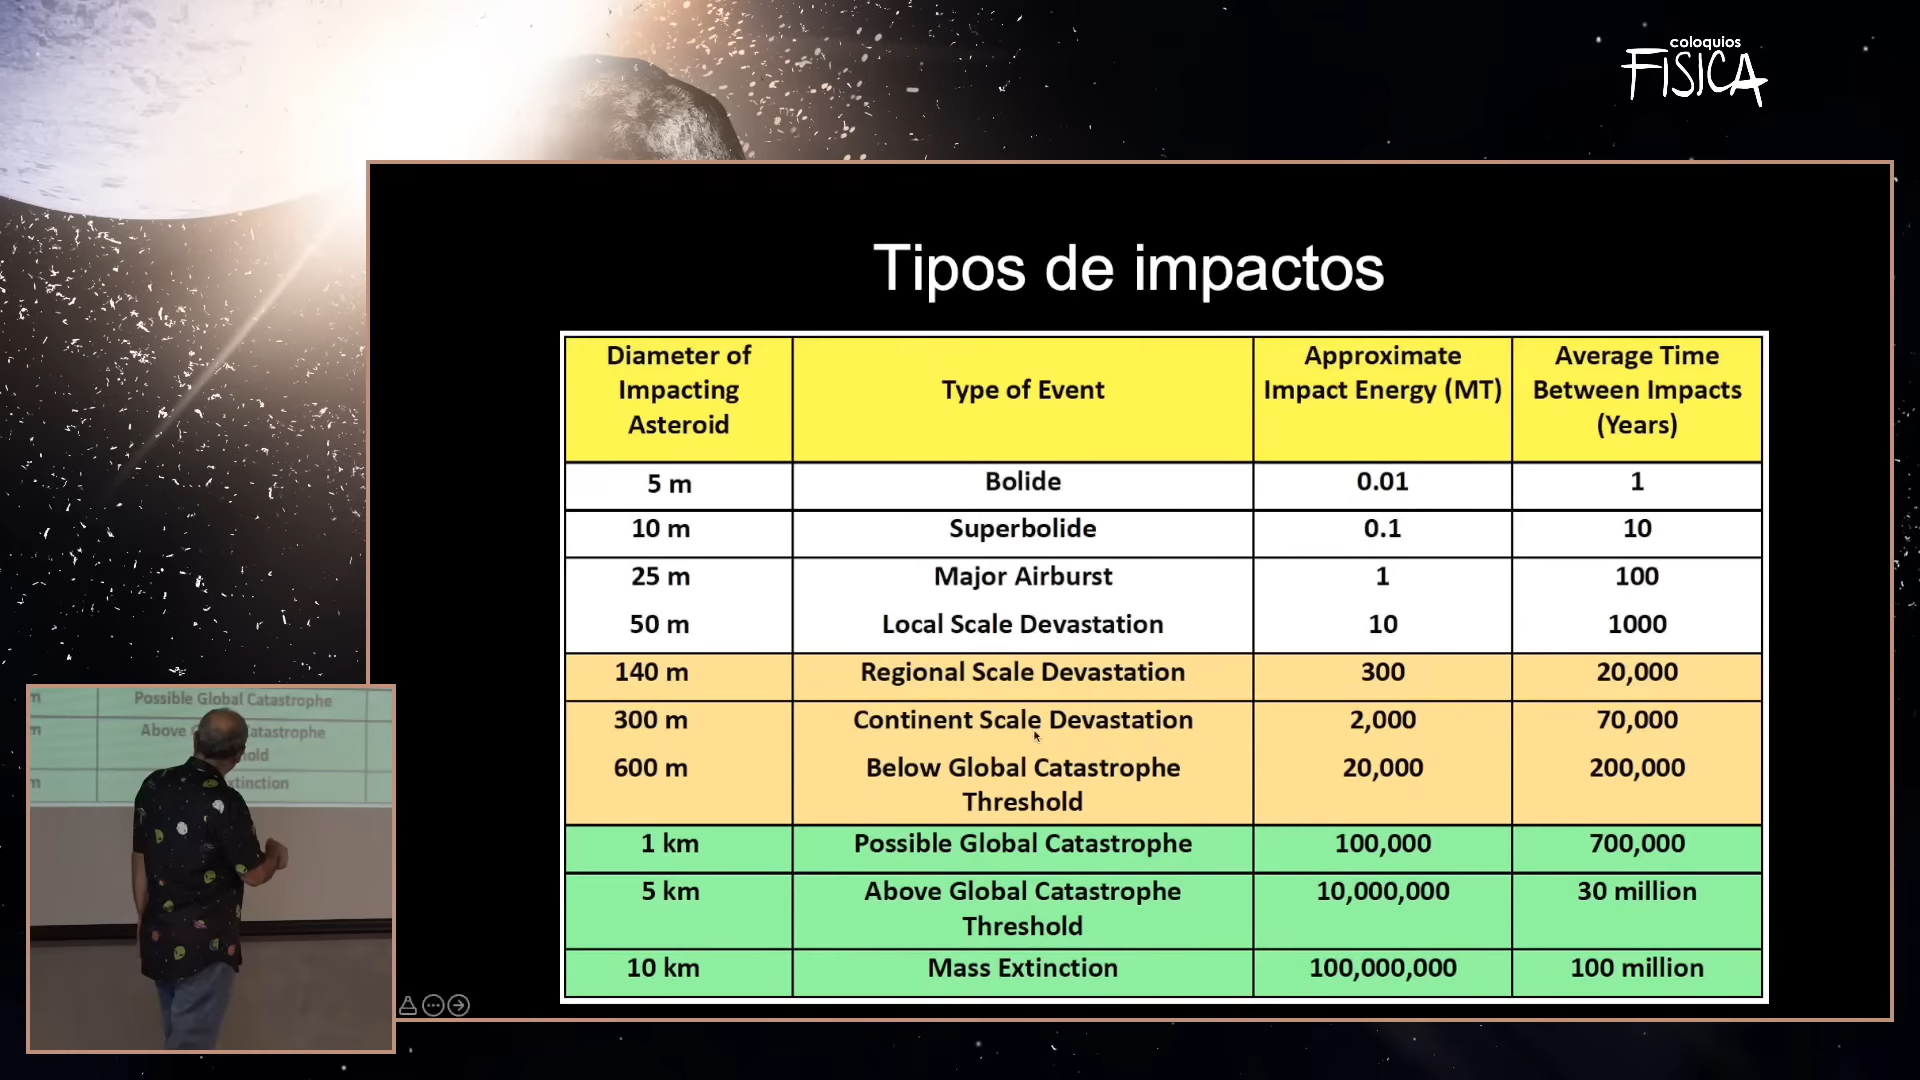 coloquios
FISICA
Tipos de impactos
Diameter of Impacting Asteroid
Type of Event
Approximate Impact Energy (MT)
Average Time Between Impacts (Years)
5 m Bolide 0.01 1
10 m Superbolide 0.1 10
25 m Major Airburst 1 100
50 m Local Scale Devastation 10 1000
140 m Regional Scale Devastation 300 20,000
300 m Continent Scale Devastation 2,000 70,000
600 m Below Global Catastrophe Threshold 20,000 200,000
1 km Possible Global Catastrophe 100,000 700,000
5 km Above Global Catastrophe Threshold 10,000,000 30 million
10 km Mass Extinction 100,000,000 100 million
m Possible Global Catastrophe
m Above
m